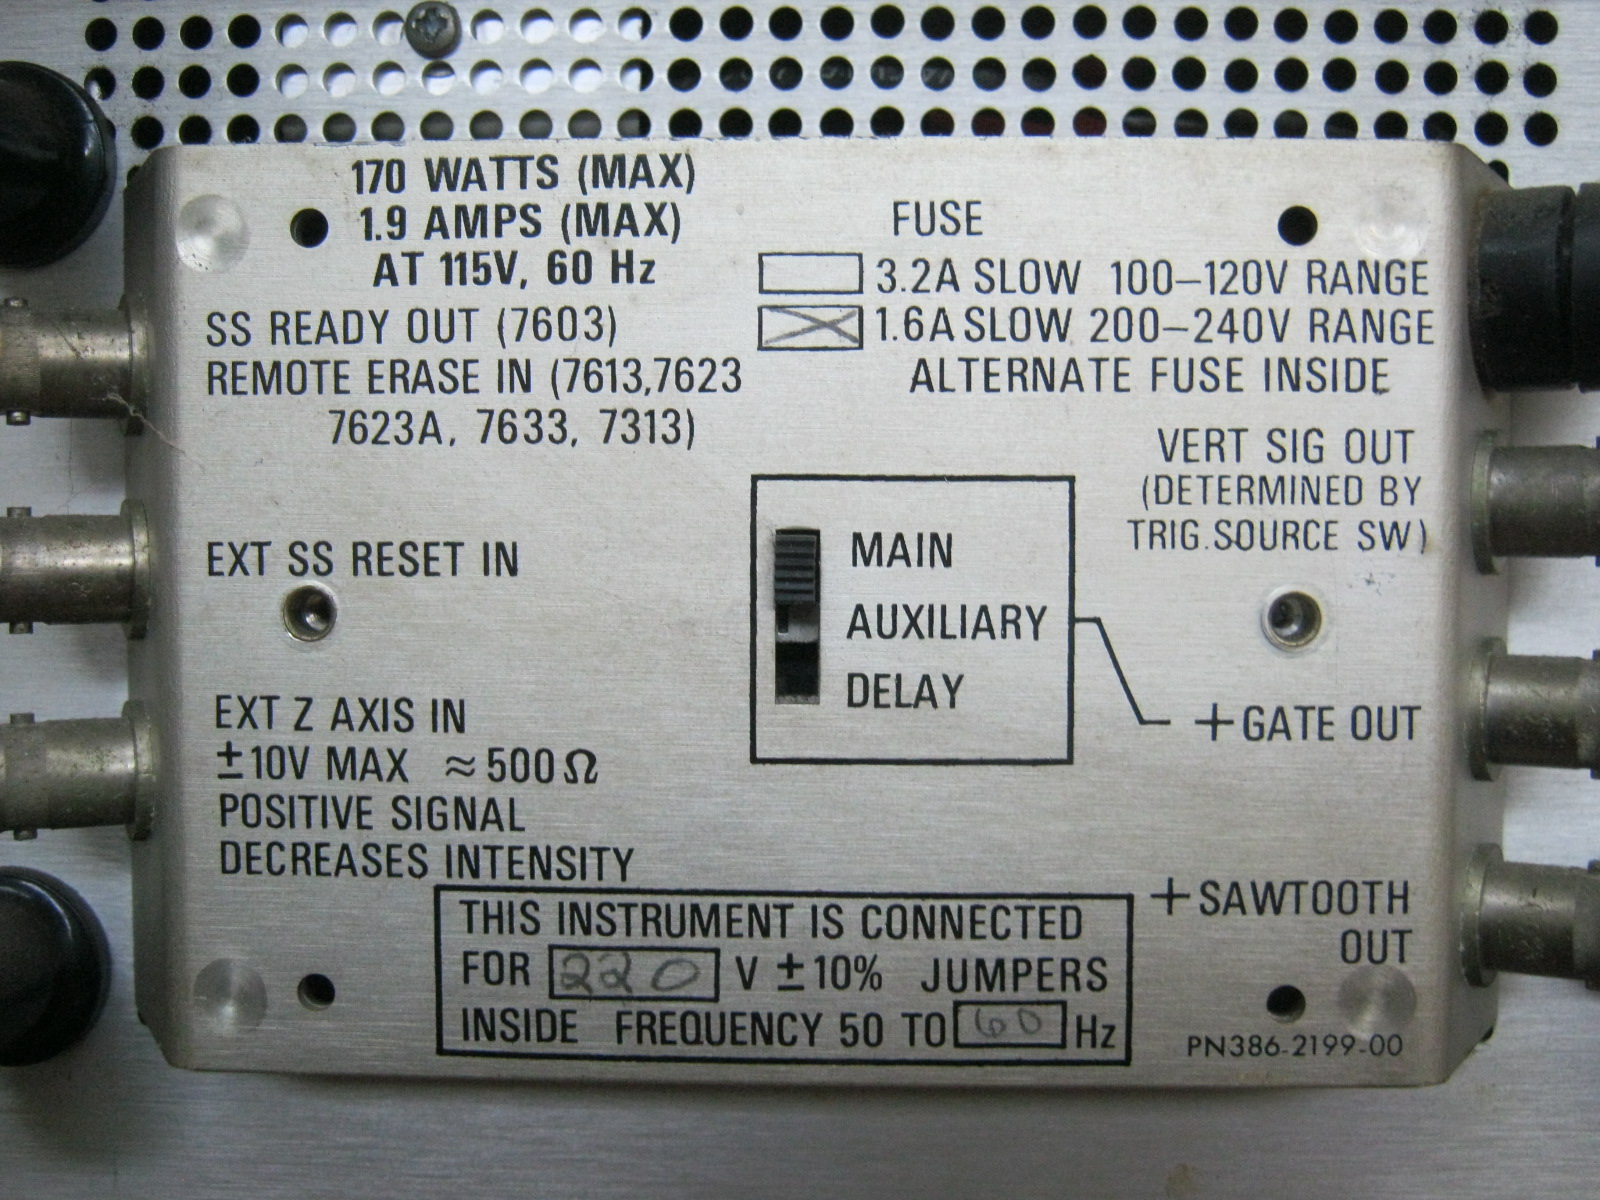 170 WATTS (MAX)
1.9 AMPS (MAX)
AT 115V, 60 Hz
SS READY OUT (7603)
REMOTE ERASE IN (7613,7623
7623A, 7633, 7313)
EXT SS RESET IN
EXT Z AXIS IN
±10V MAX ≈500Ω
POSITIVE SIGNAL
DECREASES INTENSITY
FUSE
3.2A SLOW 100–120V RANGE
1.6A SLOW 200–240V RANGE
ALTERNATE FUSE INSIDE
VERT SIG OUT
(DETERMINED BY
TRIG.SOURCE SW)
MAIN
AUXILIARY
DELAY
+GATE OUT
+SAWTOOTH
OUT
THIS INSTRUMENT IS CONNECTED
FOR 220 V ±10% JUMPERS
INSIDE FREQUENCY 50 TO 60 Hz
PN386-2199-00